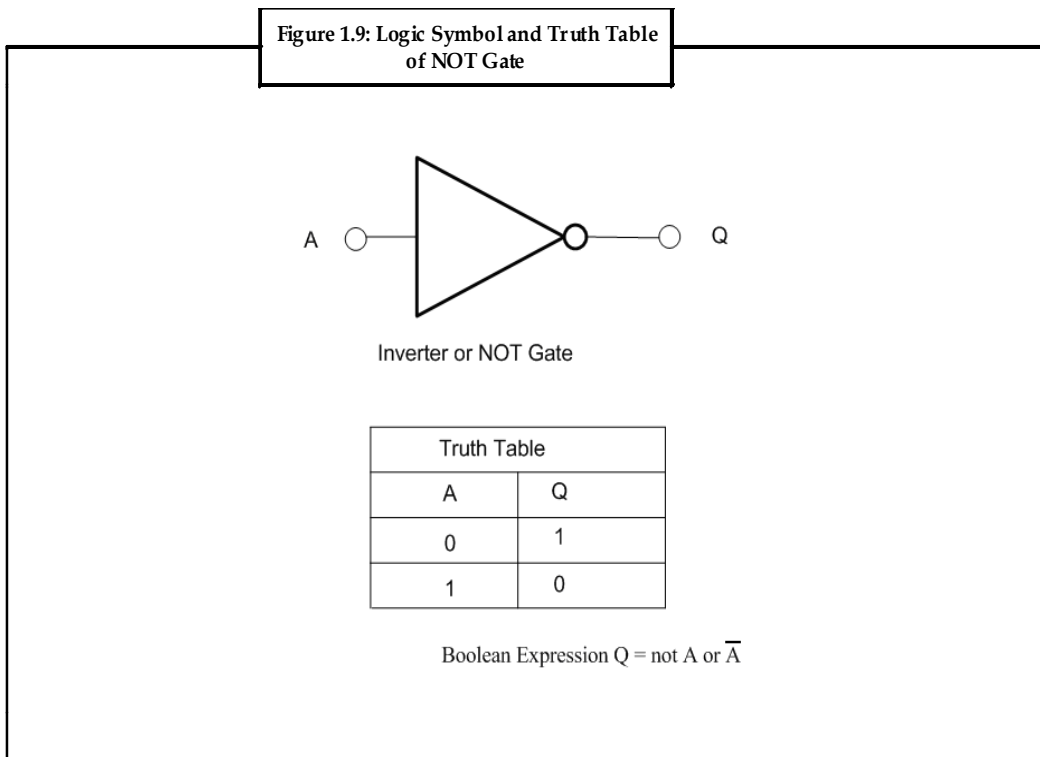 Figure 1.9: Logic Symbol and Truth Table
of NOT Gate
A Q
Inverter or NOT Gate
Truth Table
A Q
0 1
1 0
Boolean Expression Q = not A or A̅